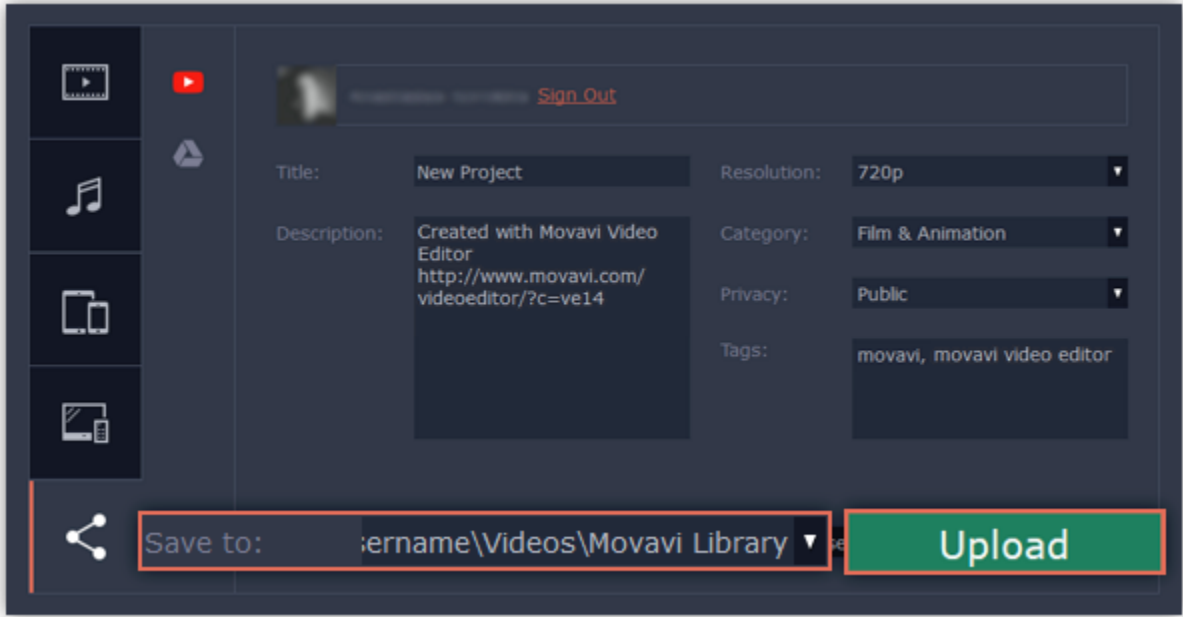 Sign Out
Title:
New Project
Resolution:
720p
Description:
Created with Movavi Video
Editor
http://www.movavi.com/
videoeditor/?c=ve14
Category:
Film & Animation
Privacy:
Public
Tags:
movavi, movavi video editor
Save to:
sername\Videos\Movavi Library
se
Upload